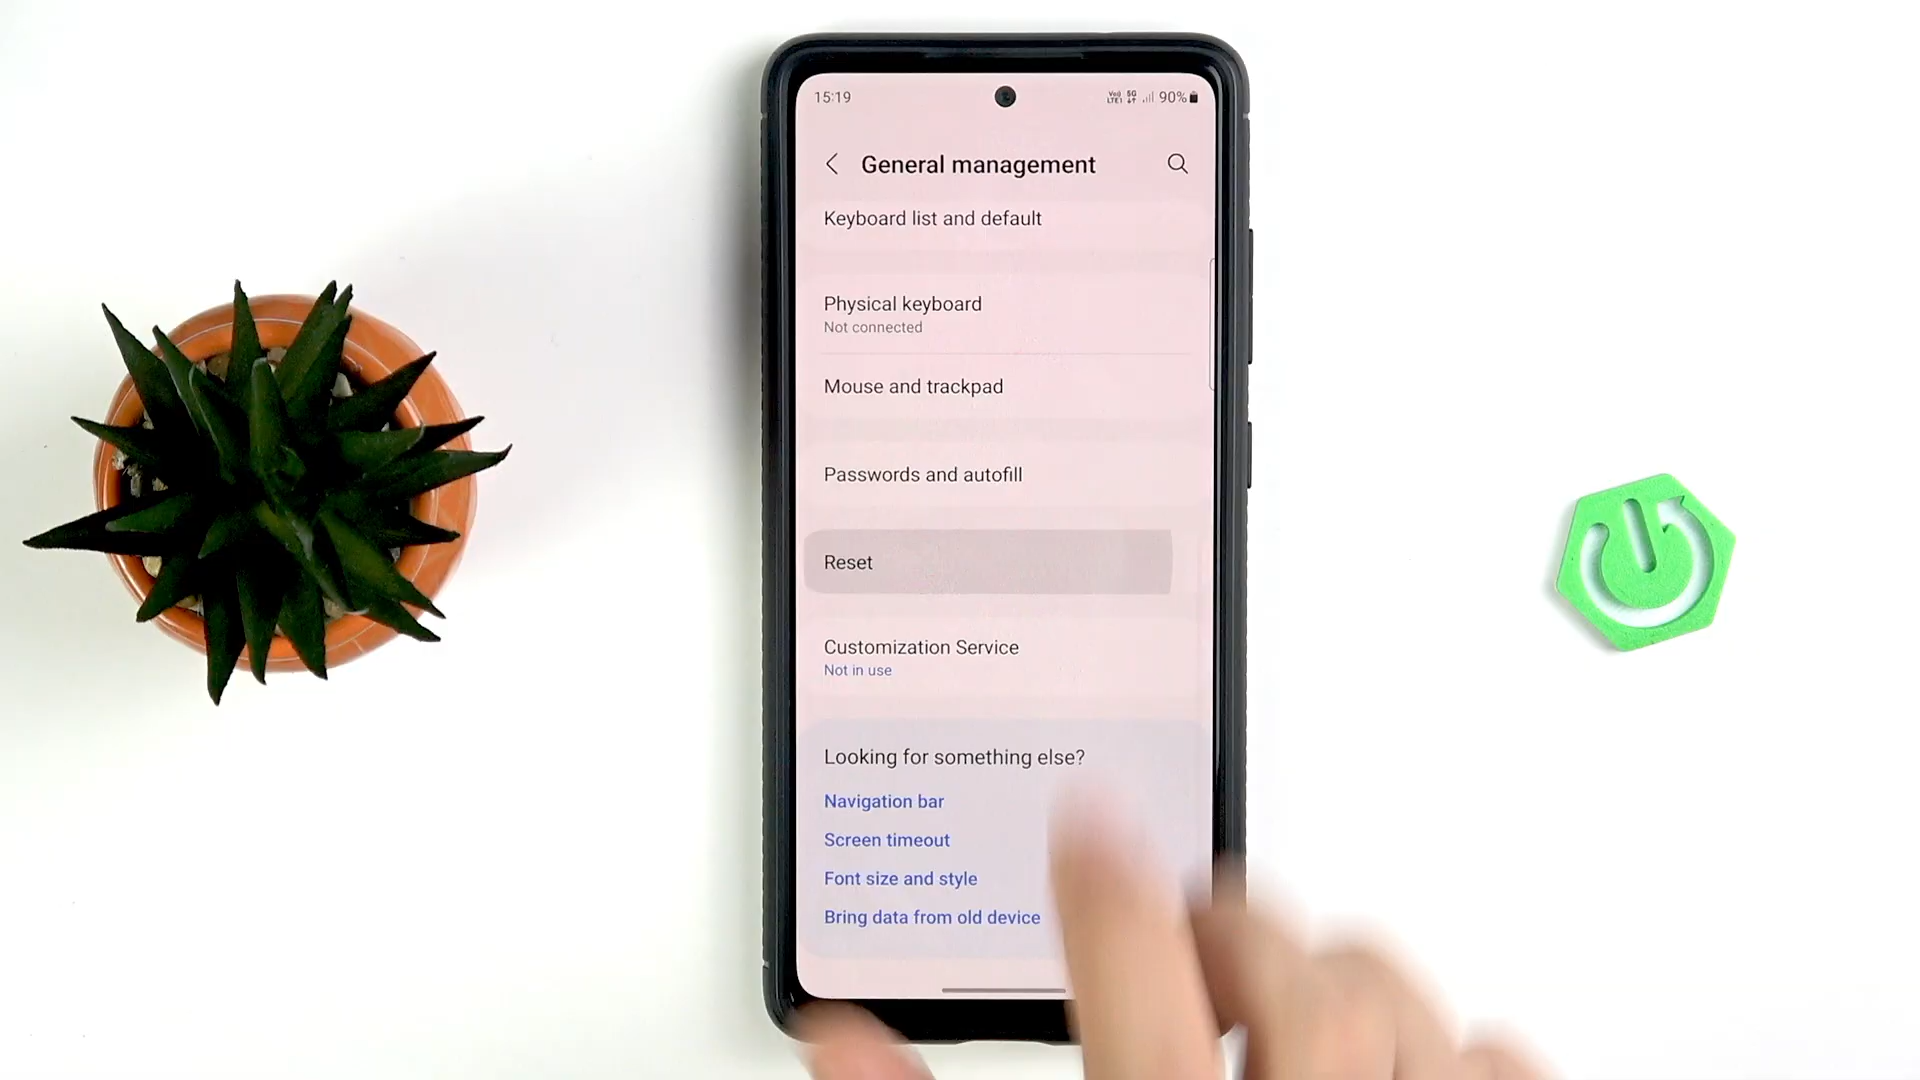 15:19
90%
General management
Keyboard list and default
Physical keyboard
Not connected
Mouse and trackpad
Passwords and autofill
Reset
Customization Service
Not in use
Looking for something else?
Navigation bar
Screen timeout
Font size and style
Bring data from old device